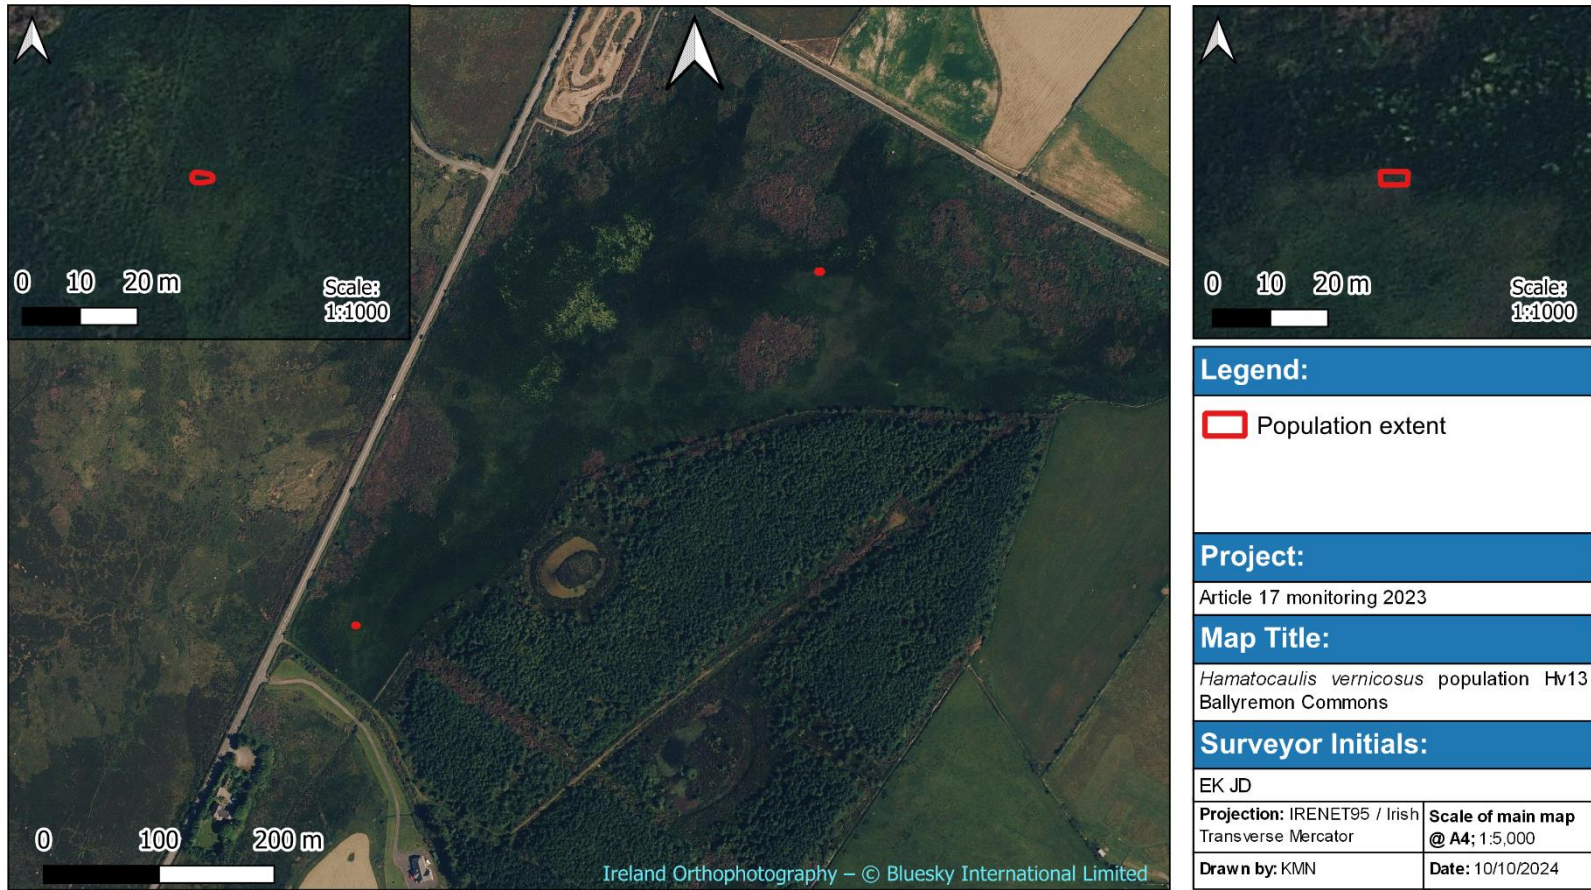 0 10 20 m
Scale:
1:1000
0 100 200 m
Ireland Orthophotography – © Bluesky International Limited
0 10 20 m
Scale:
1:1000
Legend:
Population extent
Project:
Article 17 monitoring 2023
Map Title:
Hamatocaulis vernicosus population Hv13
Ballyremon Commons
Surveyor Initials:
EK JD
Projection: IRENET95 / Irish
Transverse Mercator
Scale of main map
@ A4; 1:5,000
Drawn by: KMN
Date: 10/10/2024